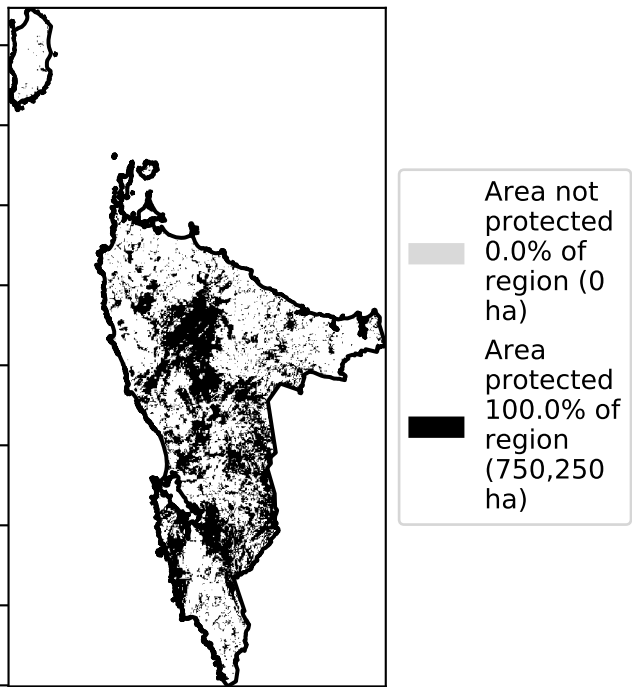 Area not
protected
0.0% of
region (0
ha)
Area
protected
100.0% of
region
(750,250
ha)